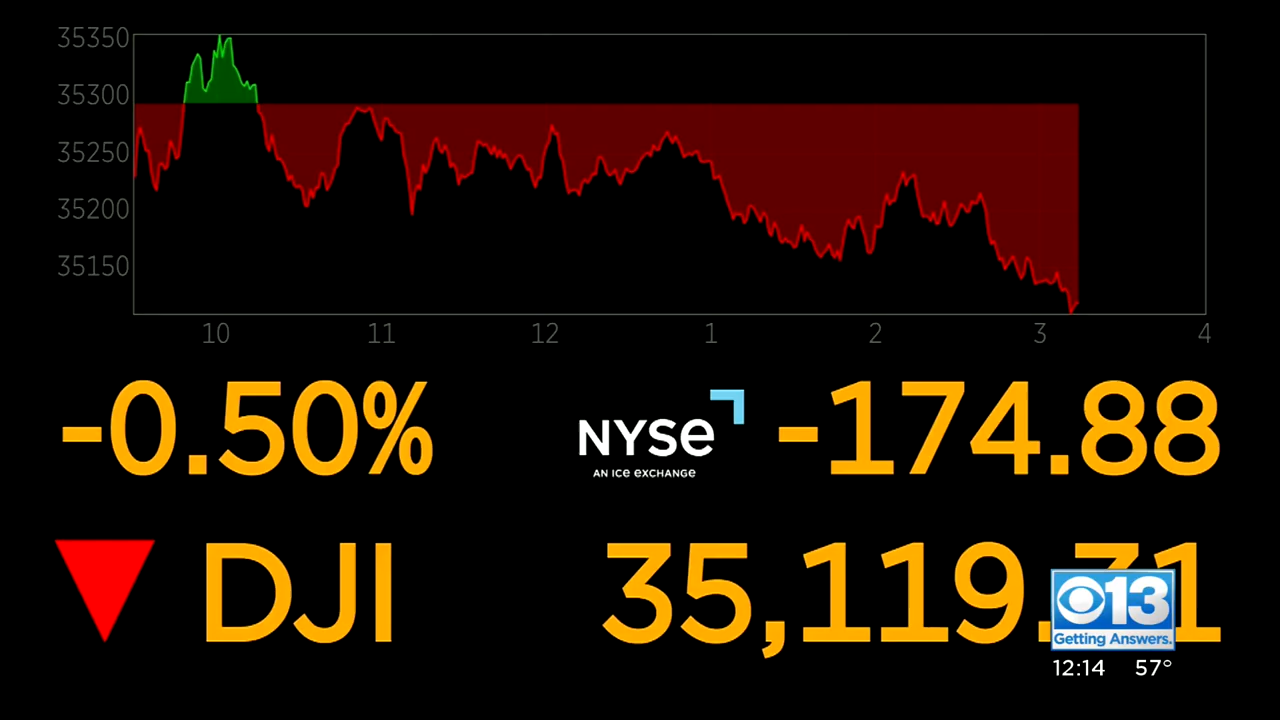 35350
35300
35250
35200
35150
10 11 12 1 2 3 4
-0.50% NYSE -174.88
AN ICE EXCHANGE
DJI 35,119.71
13
Getting Answers.
12:14 57°